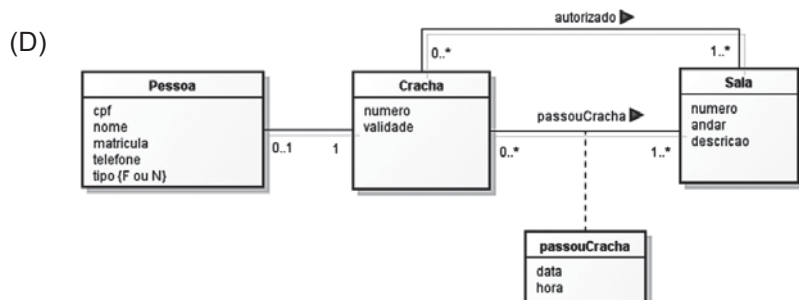 (D)
autorizado
0..*
1..*
Pessoa
cpf
nome
matricula
telefone
tipo {F ou N}
0..1
1
Cracha
numero
validade
passouCracha
0..*
1..*
Sala
numero
andar
descricao
passouCracha
data
hora